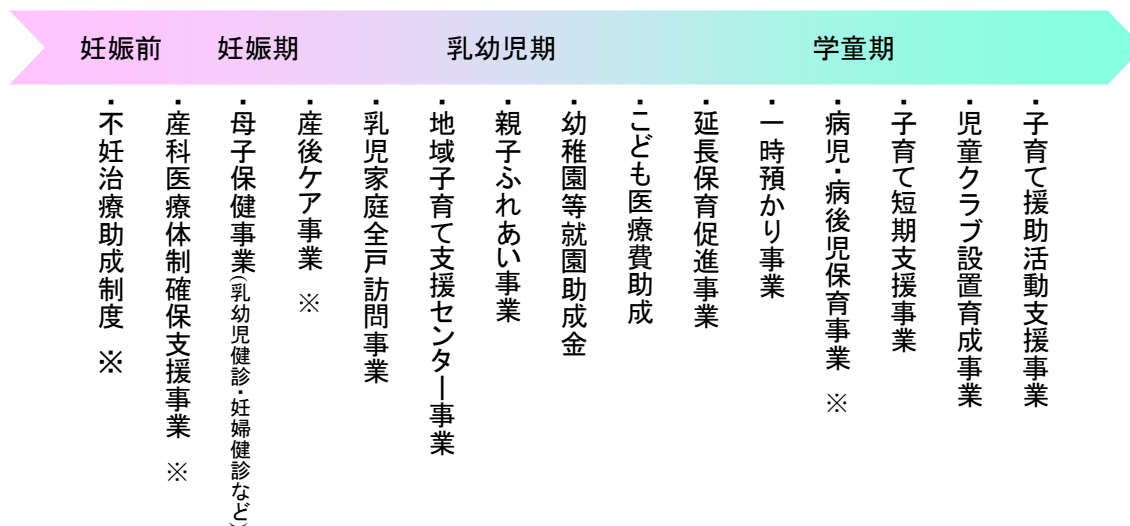 妊娠前
妊娠期
乳幼児期
学童期
・不妊治療助成制度 ※
・産科医療体制確保支援事業 ※
・母子保健事業(乳幼児健診・妊婦健診など)
・産後ケア事業 ※
・乳児家庭全戸訪問事業
・地域子育て支援センター事業
・親子ふれあい事業
・幼稚園等就園助成金
・こども医療費助成
・延長保育促進事業
・一時預かり事業
・病児・病後児保育事業 ※
・子育て短期支援事業
・児童クラブ設置育成事業
・子育て援助活動支援事業